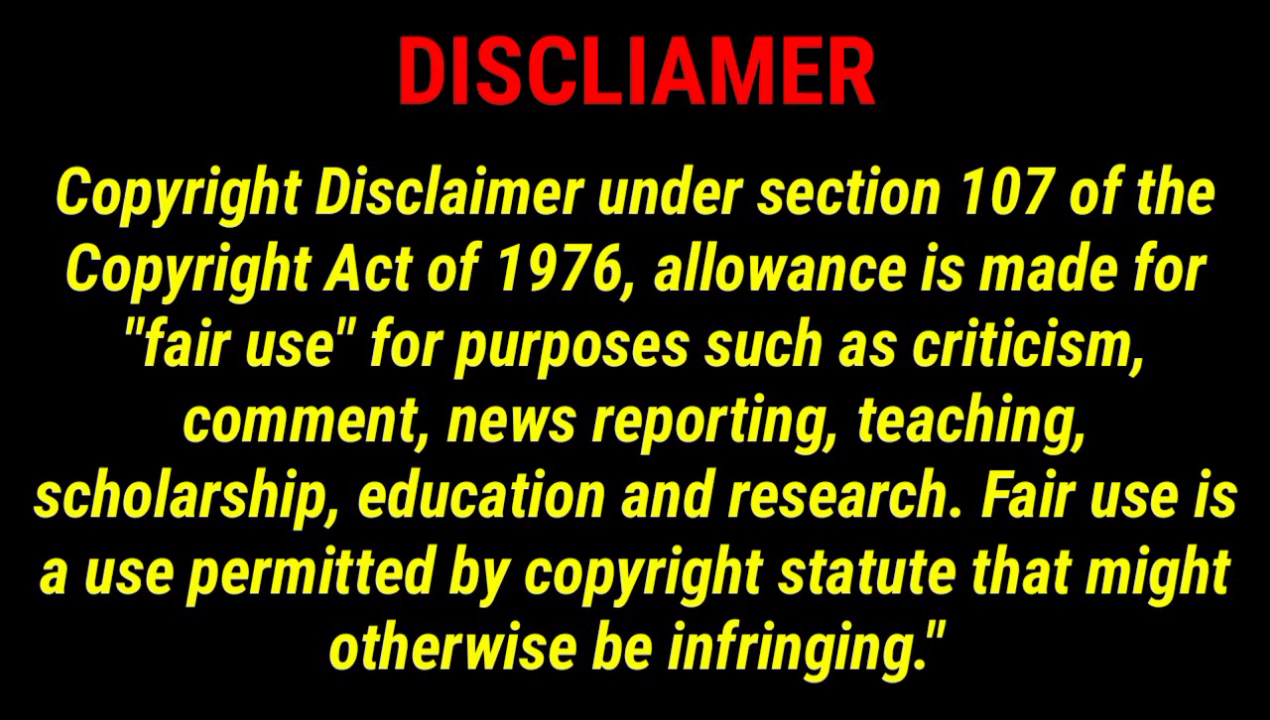 DISCLIAMER
Copyright Disclaimer under section 107 of the
Copyright Act of 1976, allowance is made for
"fair use" for purposes such as criticism,
comment, news reporting, teaching,
scholarship, education and research. Fair use is
a use permitted by copyright statute that might
otherwise be infringing."